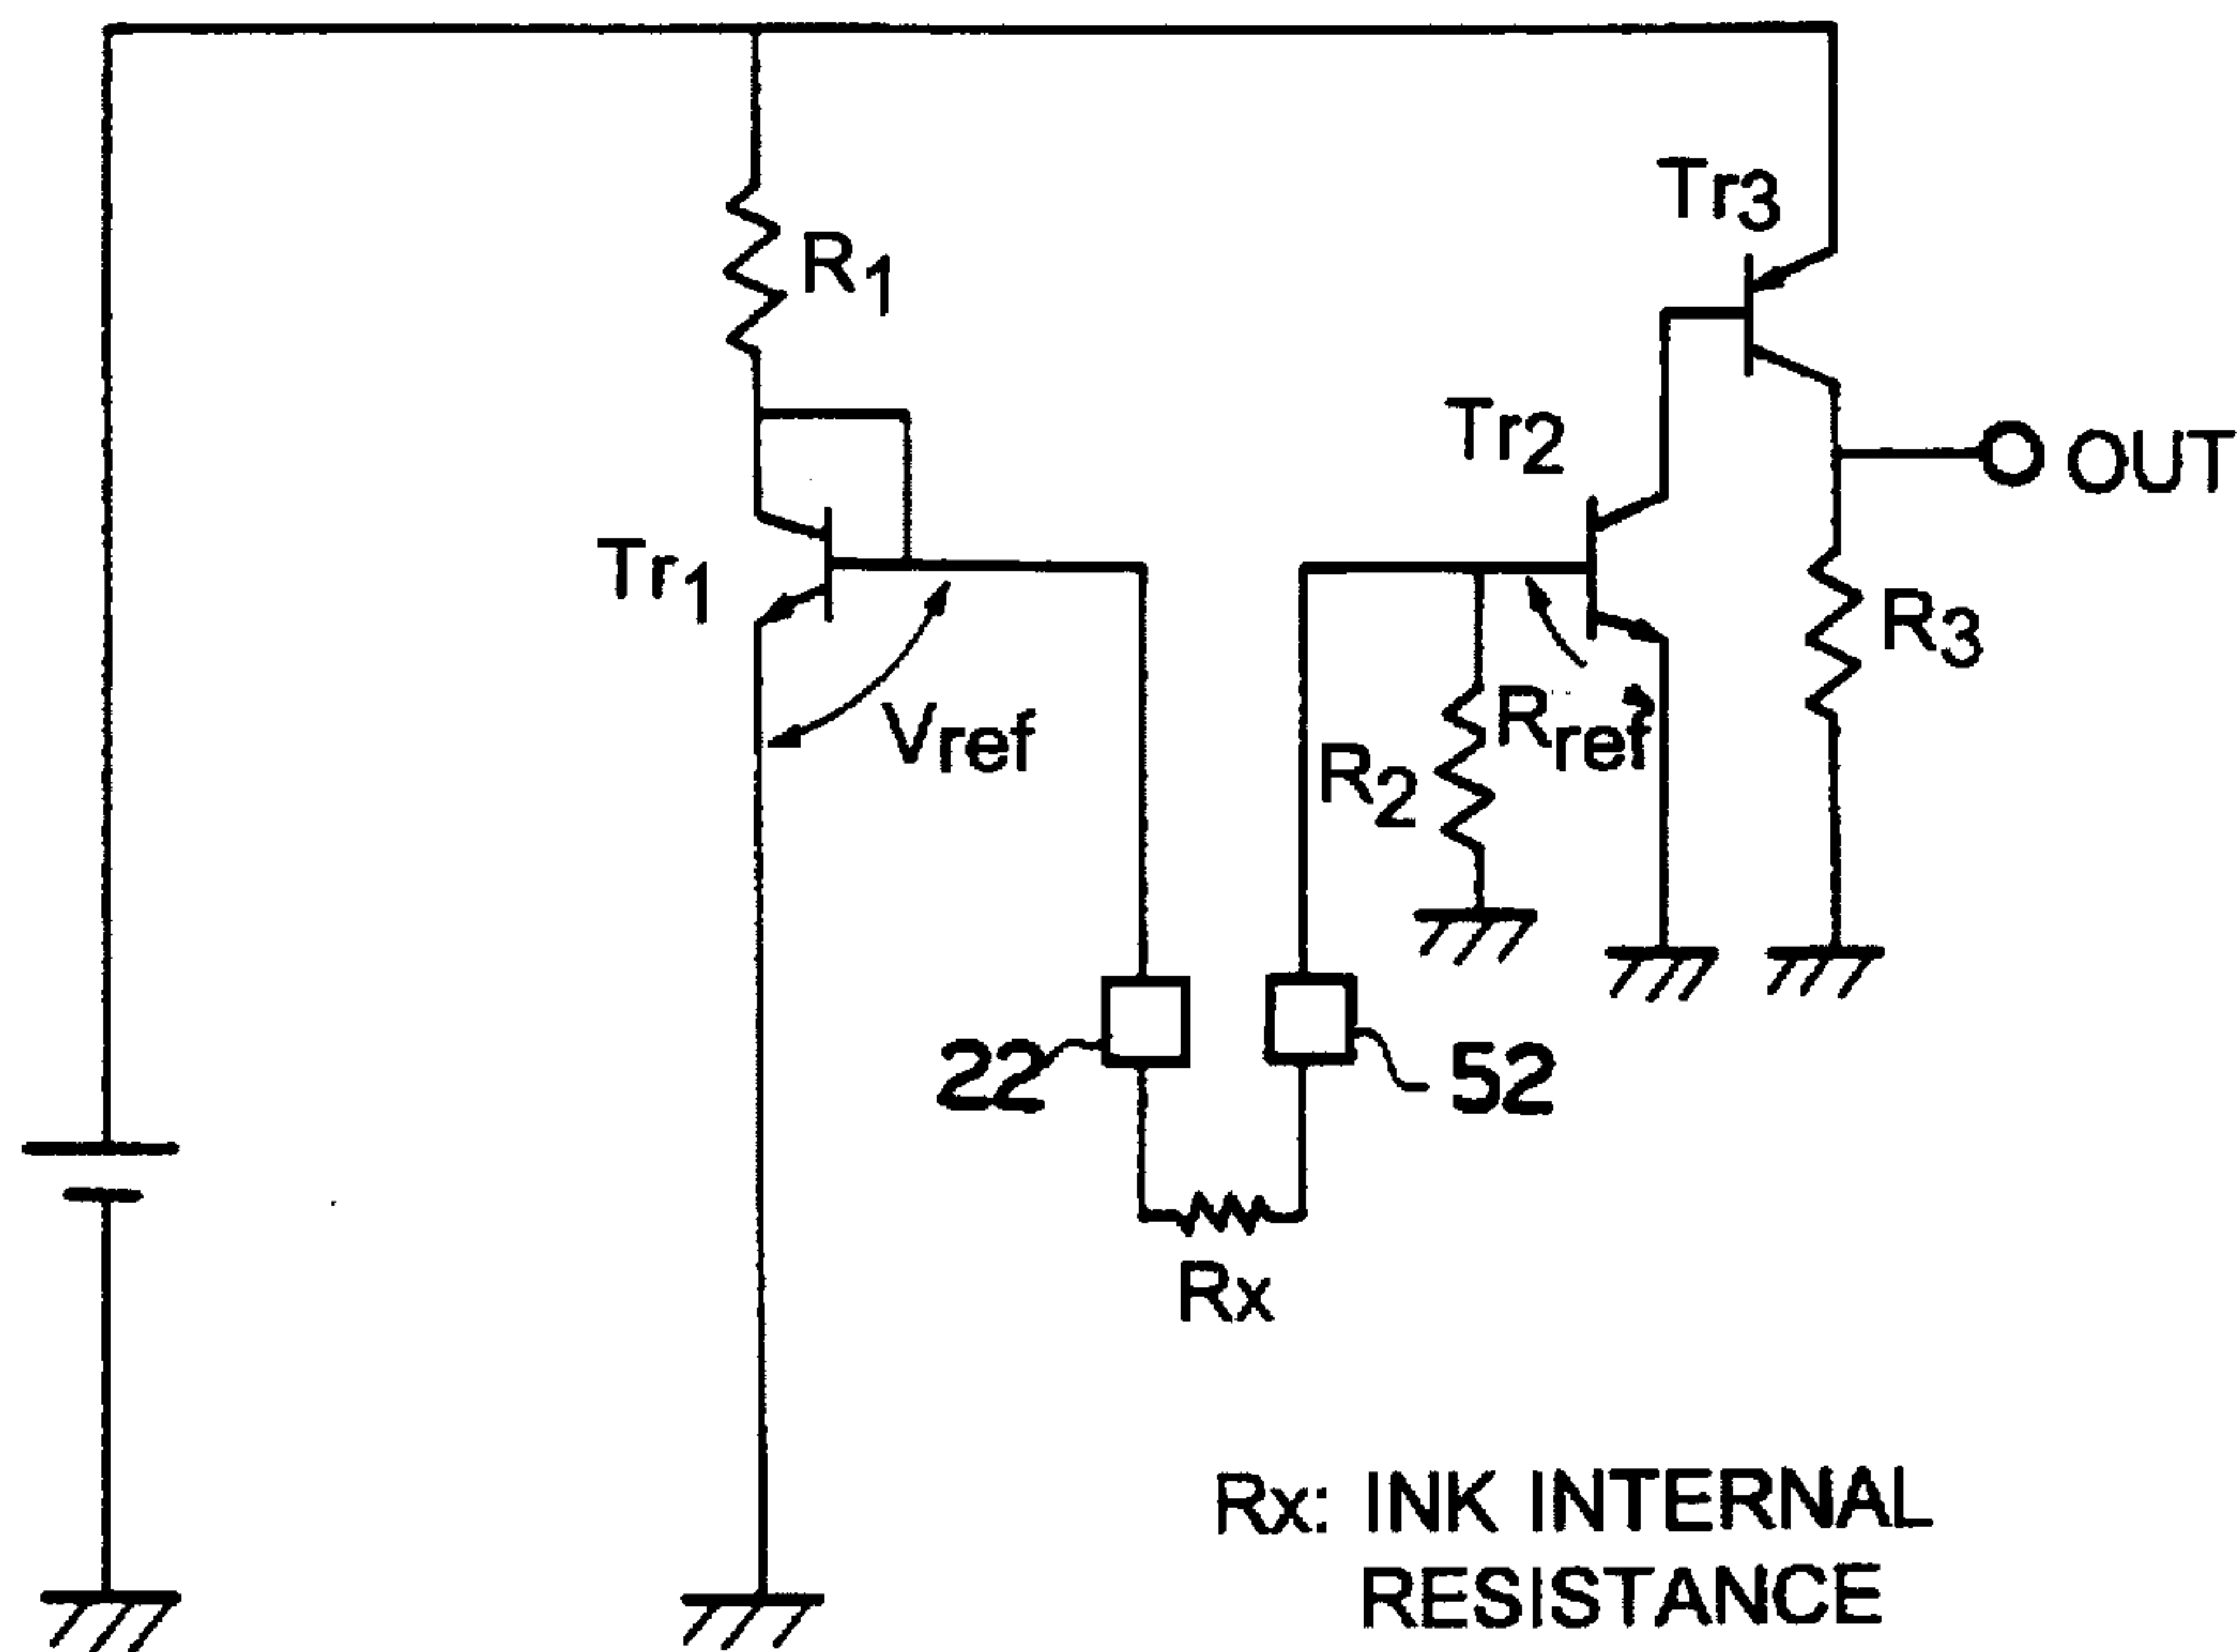 Tr3
R1
Tr2
OUT
Tr1
R3
Vref
Rref
R2
22
52
Rx
Rx: INK INTERNAL
RESISTANCE